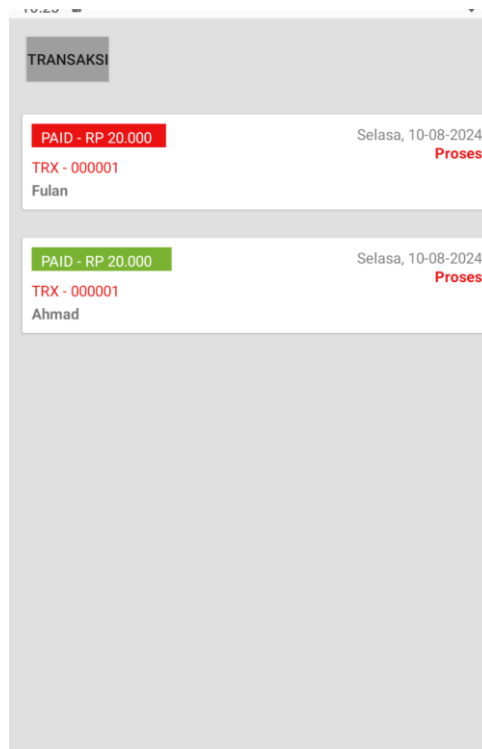 TRANSAKSI
PAID - RP 20.000
Selasa, 10-08-2024
Proses
TRX - 000001
Fulan
PAID - RP 20.000
Selasa, 10-08-2024
Proses
TRX - 000001
Ahmad